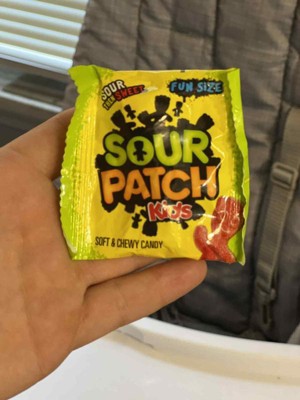 SOUR
THEN SWEET
FUN SIZE
SOUR
PATCH
KIDS
SOFT & CHEWY CANDY